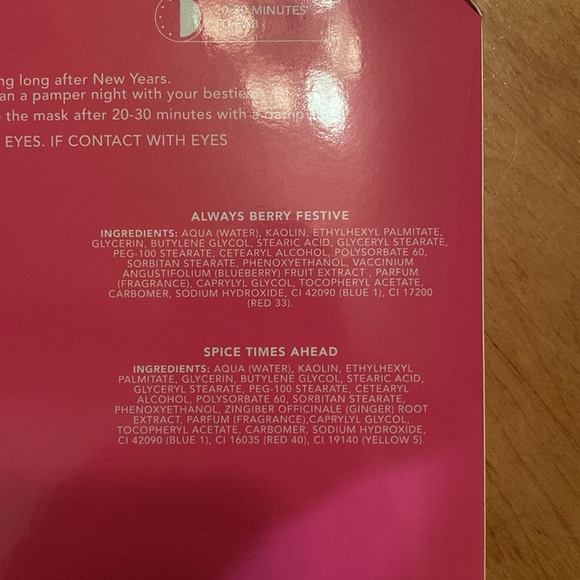 20-30 MINUTES
ng long after New Years.
an a pamper night with your besties
the mask after 20-30 minutes with a damp
EYES. IF CONTACT WITH EYES
ALWAYS BERRY FESTIVE
INGREDIENTS: AQUA (WATER), KAOLIN, ETHYLHEXYL PALMITATE,
GLYCERIN, BUTYLENE GLYCOL, STEARIC ACID, GLYCERYL STEARATE,
PEG-100 STEARATE, CETEARYL ALCOHOL, POLYSORBATE 60,
SORBITAN STEARATE, PHENOXYETHANOL, VACCINIUM
ANGUSTIFOLIUM (BLUEBERRY) FRUIT EXTRACT , PARFUM
(FRAGRANCE), CAPRYLYL GLYCOL, TOCOPHERYL ACETATE,
CARBOMER, SODIUM HYDROXIDE, CI 42090 (BLUE 1), CI 17200
(RED 33).
SPICE TIMES AHEAD
INGREDIENTS: AQUA (WATER), KAOLIN, ETHYLHEXYL
PALMITATE, GLYCERIN, BUTYLENE GLYCOL, STEARIC ACID,
GLYCERYL STEARATE, PEG-100 STEARATE, CETEARYL
ALCOHOL, POLYSORBATE 60, SORBITAN STEARATE,
PHENOXYETHANOL, ZINGIBER OFFICINALE (GINGER) ROOT
EXTRACT, PARFUM (FRAGRANCE),CAPRYLYL GLYCOL,
TOCOPHERYL ACETATE, CARBOMER, SODIUM HYDROXIDE,
CI 42090 (BLUE 1), CI 16035 (RED 40), CI 19140 (YELLOW 5).